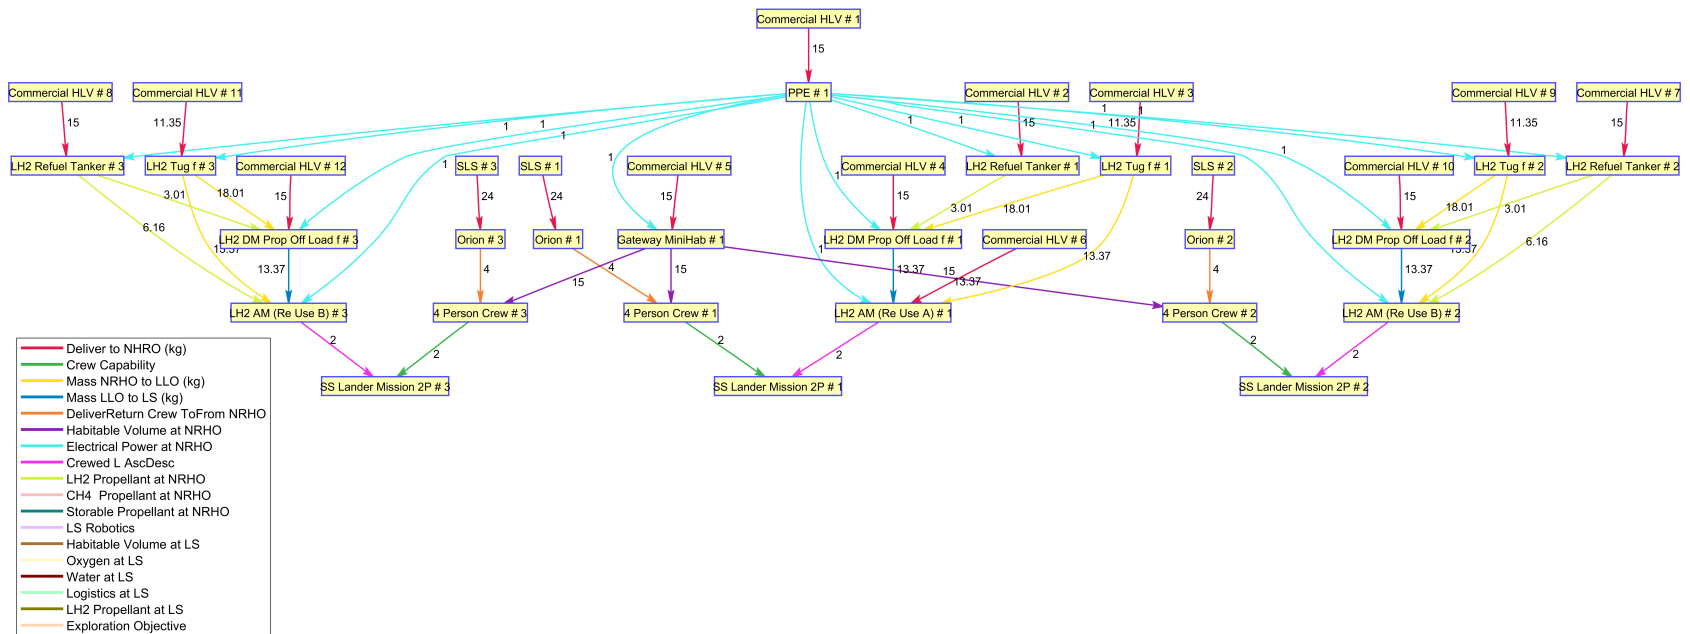 Commercial HLV # 1
15
Commercial HLV # 8
Commercial HLV # 11
PPE # 1
Commercial HLV # 2
Commercial HLV # 3
Commercial HLV # 9
Commercial HLV # 7
15
11.35
1
1
1
1
1
15
1
11.35
1
1
11.35
15
LH2 Refuel Tanker # 3
LH2 Tug f # 3
Commercial HLV # 12
SLS # 3
SLS # 1
Commercial HLV # 5
Commercial HLV # 4
LH2 Refuel Tanker # 1
LH2 Tug f # 1
SLS # 2
Commercial HLV # 10
LH2 Tug f # 2
LH2 Refuel Tanker # 2
1
1
1
3.01
18.01
15
24
24
15
15
3.01
18.01
24
15
18.01
3.01
6.16
LH2 DM Prop Off Load f # 3
Orion # 3
Orion # 1
Gateway MiniHab # 1
LH2 DM Prop Off Load f # 1
Commercial HLV # 6
Orion # 2
LH2 DM Prop Off Load f # 2
6.16
13.37
13.37
13.37
13.37
1
13.37
4
4
15
15
15
13.37
13.37
4
13.37
LH2 AM (Re Use B) # 3
4 Person Crew # 3
4 Person Crew # 1
LH2 AM (Re Use A) # 1
4 Person Crew # 2
LH2 AM (Re Use B) # 2
2
2
2
2
2
2
SS Lander Mission 2P # 3
SS Lander Mission 2P # 1
SS Lander Mission 2P # 2
Deliver to NHRO (kg)
Crew Capability
Mass NRHO to LLO (kg)
Mass LLO to LS (kg)
DeliverReturn Crew ToFrom NRHO
Habitable Volume at NRHO
Electrical Power at NRHO
Crewed L AscDesc
LH2 Propellant at NRHO
CH4  Propellant at NRHO
Storable Propellant at NRHO
LS Robotics
Habitable Volume at LS
Oxygen at LS
Water at LS
Logistics at LS
LH2 Propellant at LS
Exploration Objective